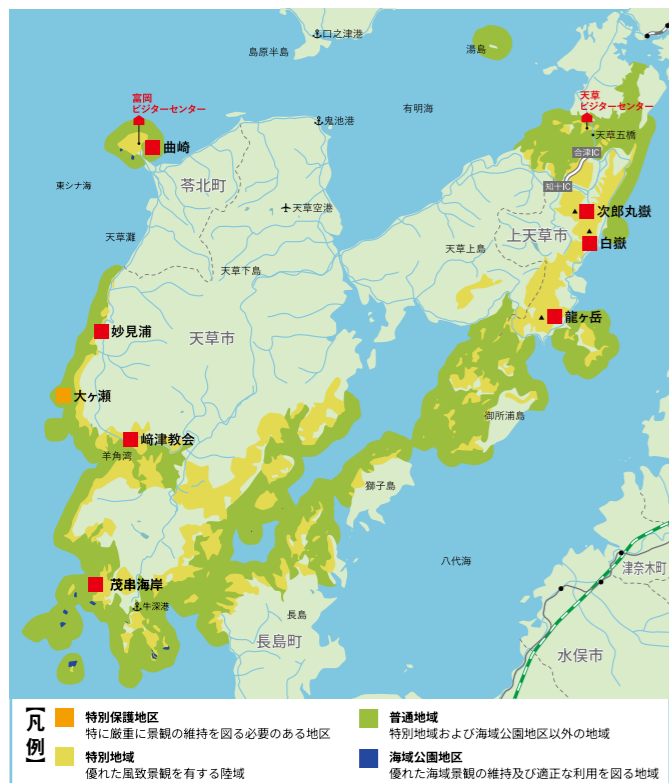 口之津港
島原半島
湯島
富岡
ビジターセンター
天草
ビジターセンター
有明海
鬼池港
天草五橋
曲崎
合津IC
東シナ海
苓北町
知十IC
天草空港
次郎丸嶽
天草灘
上天草市
白嶽
天草上島
天草下島
龍ヶ岳
妙見浦
天草市
大ヶ瀬
御所浦島
﨑津教会
羊角湾
獅子島
八代海
津奈木町
茂串海岸
牛深港
長島
長島町
水俣市
【凡例】
特別保護地区
特に厳重に景観の維持を図る必要のある地区
特別地域
優れた風致景観を有する陸域
普通地域
特別地域および海域公園地区以外の地域
海域公園地区
優れた海域景観の維持及び適正な利用を図る地域